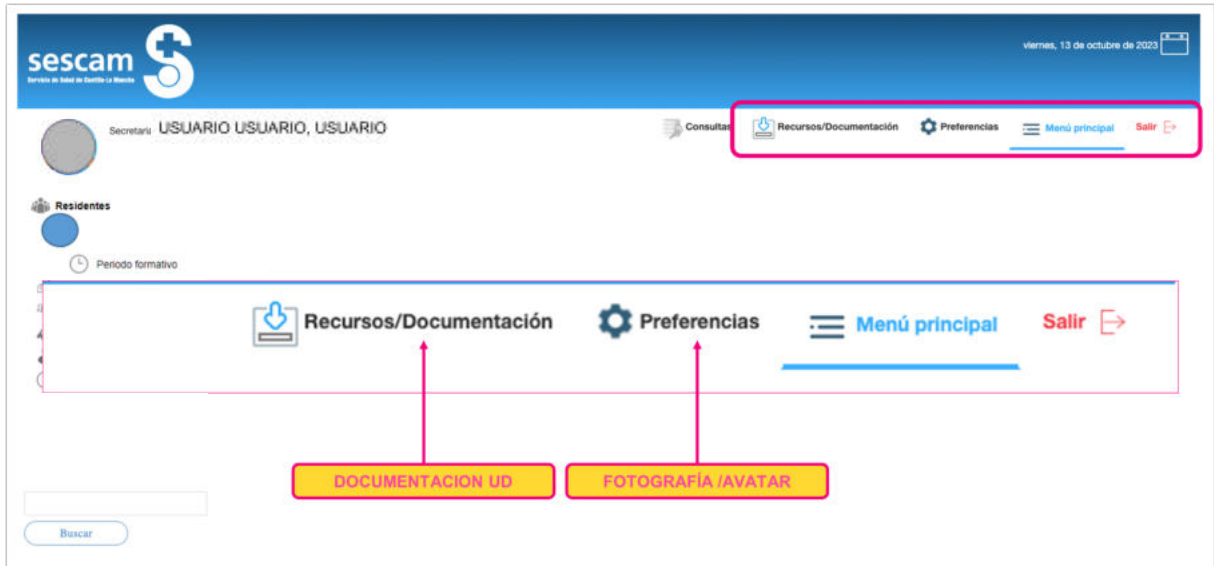 viernes, 13 de octubre de 2023
sescam
Servicio de Salud de Castilla-La Mancha
Secretaria USUARIO USUARIO, USUARIO
Consultas Recursos/Documentación Preferencias Menú principal Salir
Residentes
Periodo formativo
Recursos/Documentación Preferencias Menú principal Salir
DOCUMENTACION UD FOTOGRAFÍA /AVATAR
Buscar